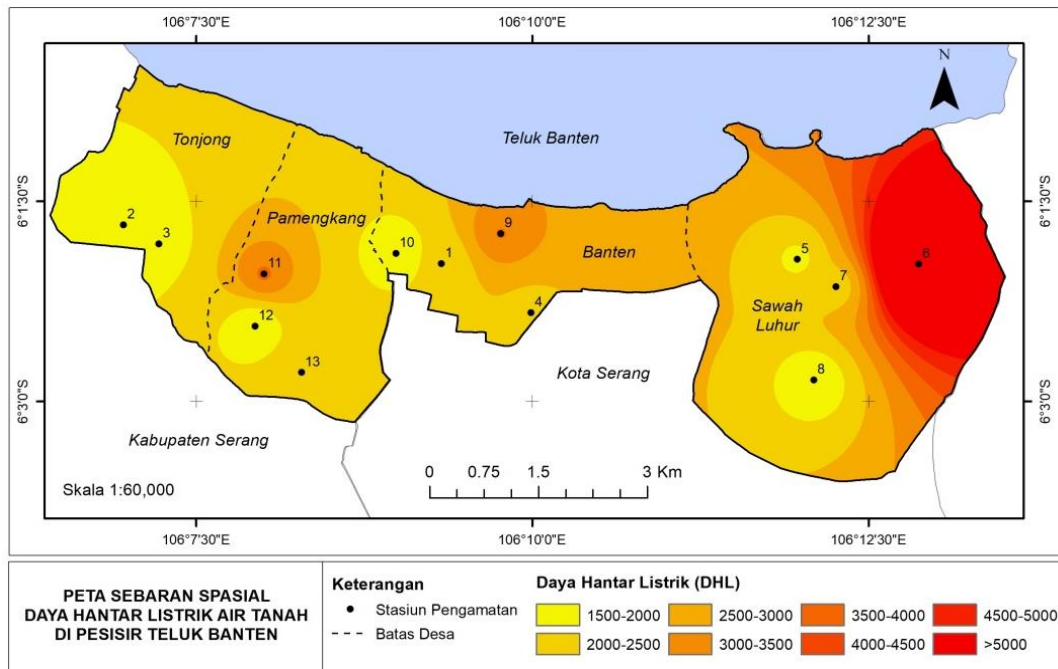 106°7'30"E 106°10'0"E 106°12'30"E
N
Tonjong
Teluk Banten
6°1'30"S 6°1'30"S
Pamengkang
2
3
9
10
1
Banten
5
6
11
7
4
12
Sawah
Luhur
13
8
Kota Serang
6°3'0"S 6°3'0"S
Kabupaten Serang
0 0.75 1.5 3 Km
Skala 1:60,000
106°7'30"E 106°10'0"E 106°12'30"E
PETA SEBARAN SPASIAL
DAYA HANTAR LISTRIK AIR TANAH
DI PESISIR TELUK BANTEN
Keterangan
Stasiun Pengamatan
Batas Desa
Daya Hantar Listrik (DHL)
1500-2000 2500-3000 3500-4000 4500-5000
2000-2500 3000-3500 4000-4500 >5000